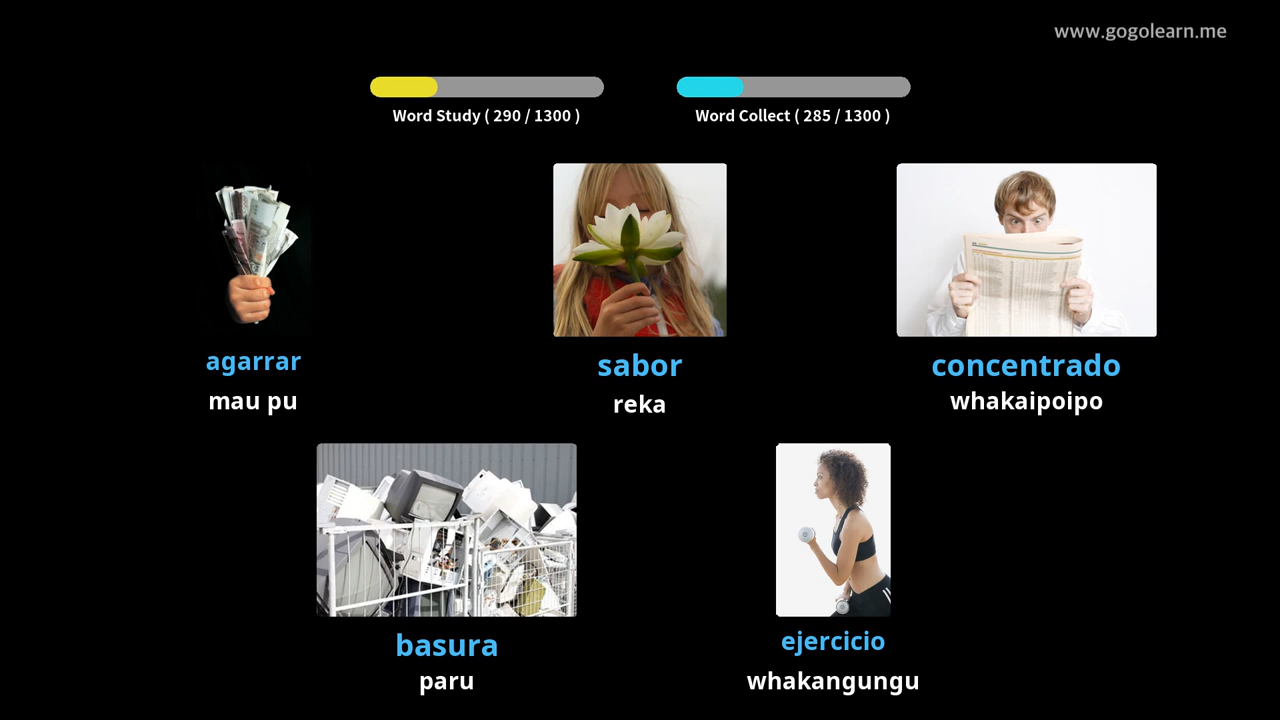 www.gogolearn.me
Word Study ( 290 / 1300 )
Word Collect ( 285 / 1300 )
agarrar
mau pu
sabor
reka
concentrado
whakaipoipo
basura
paru
ejercicio
whakangungu